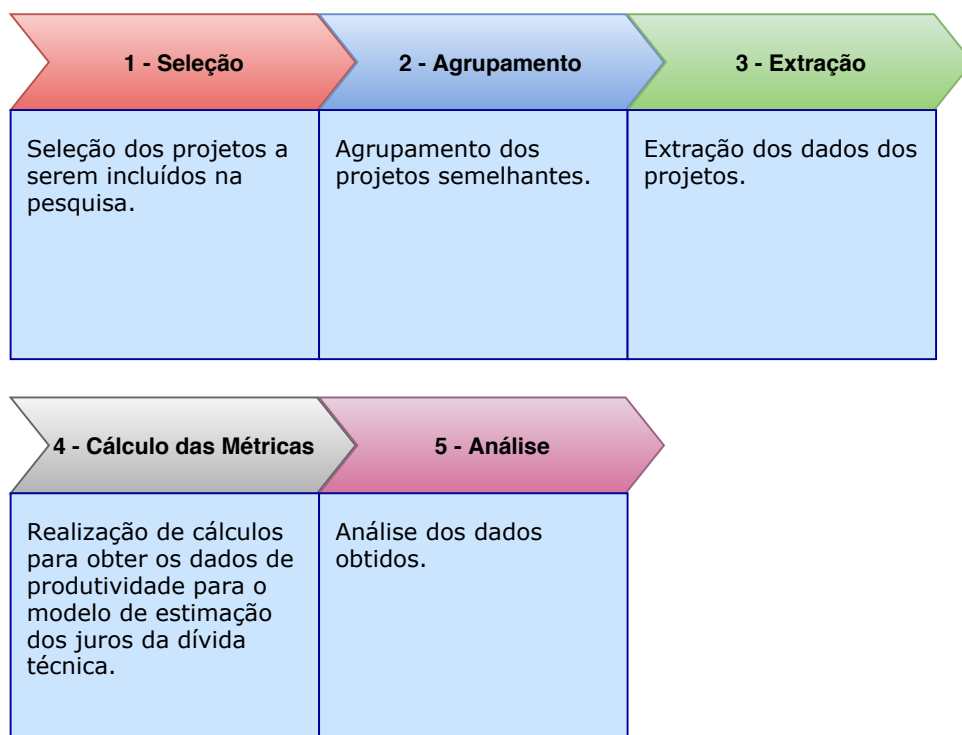 1 - Seleção
2 - Agrupamento
3 - Extração
Seleção dos projetos a
serem incluídos na
pesquisa.
Agrupamento dos
projetos semelhantes.
Extração dos dados dos
projetos.
4 - Cálculo das Métricas
5 - Análise
Realização de cálculos
para obter os dados de
produtividade para o
modelo de estimação
dos juros da dívida
técnica.
Análise dos dados
obtidos.